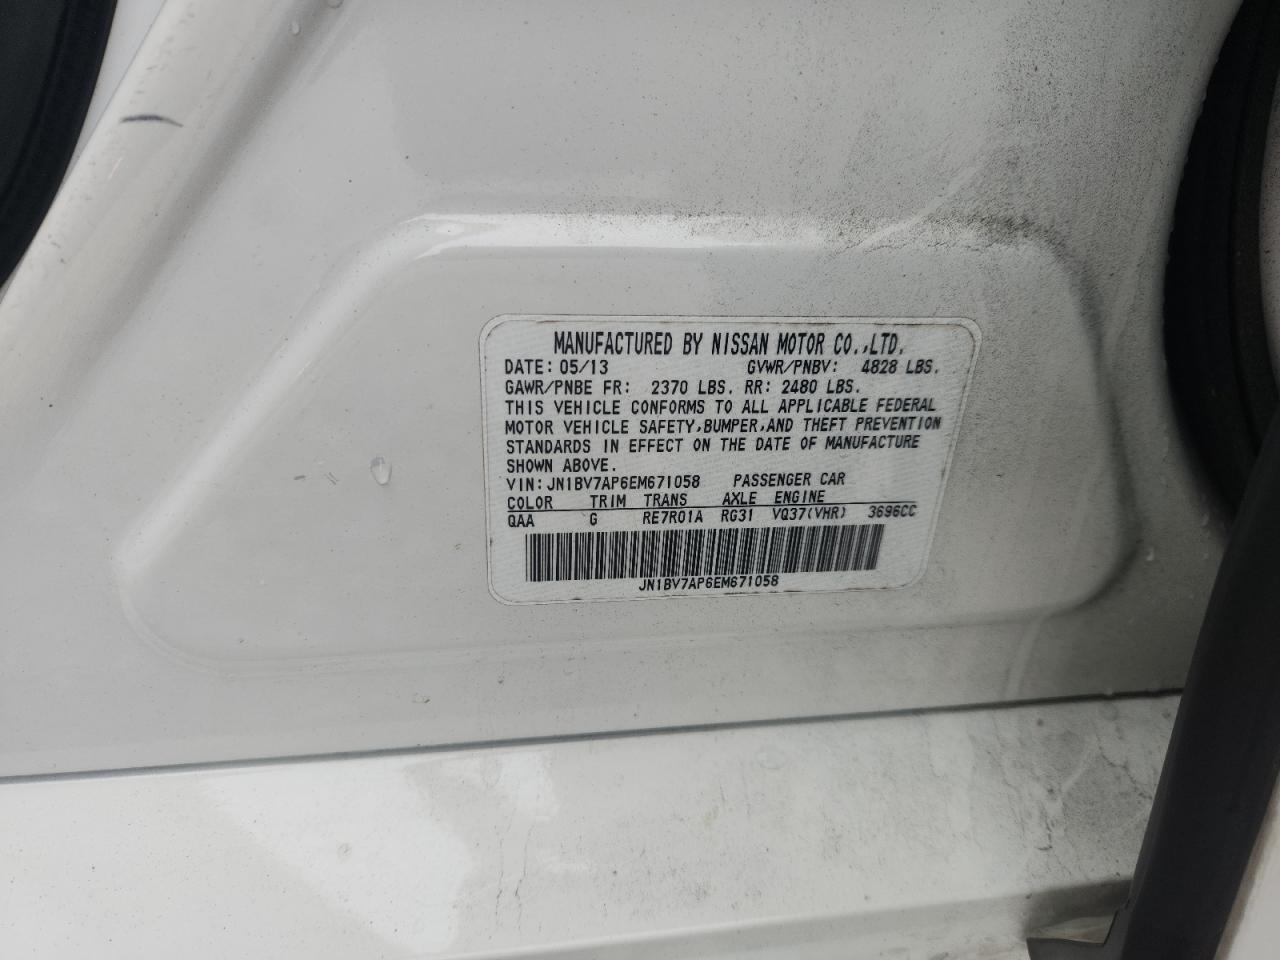 MANUFACTURED BY NISSAN MOTOR CO.,LTD.
DATE: 05/13 GVWR/PNBV: 4828 LBS.
GAWR/PNBE FR: 2370 LBS. RR: 2480 LBS.
THIS VEHICLE CONFORMS TO ALL APPLICABLE FEDERAL
MOTOR VEHICLE SAFETY,BUMPER,AND THEFT PREVENTION
STANDARDS IN EFFECT ON THE DATE OF MANUFACTURE
SHOWN ABOVE.
VIN: JN1BV7AP6EM671058 PASSENGER CAR
COLOR TRIM TRANS AXLE ENGINE
QAA G RE7R01A RG31 VQ37(VHR) 3696CC
JN1BV7AP6EM671058